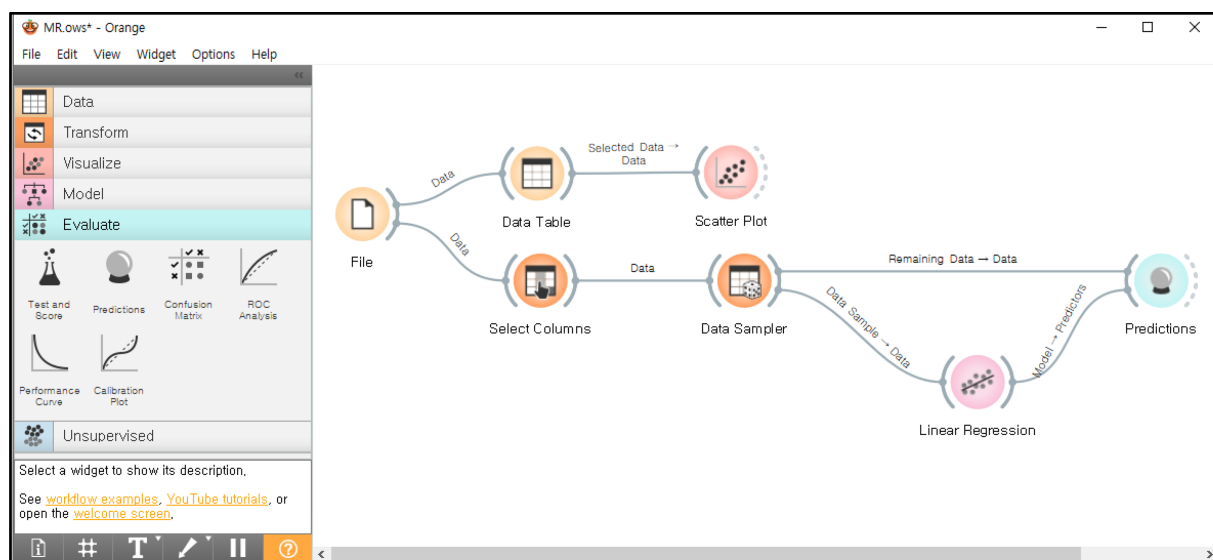 MR.ows* - Orange
File Edit View Widget Options Help
Data
Transform
Visualize
Model
Evaluate
Test and
Score
Predictions
Confusion
Matrix
ROC
Analysis
Performance
Curve
Calibration
Plot
Unsupervised
Select a widget to show its description.
See workflow examples, YouTube tutorials, or
open the welcome screen.
File
Data
Data
Data Table
Selected Data →
Data
Scatter Plot
Select Columns
Data
Data Sampler
Remaining Data → Data
Data Sample → Data
Linear Regression
Model → Predictors
Predictions